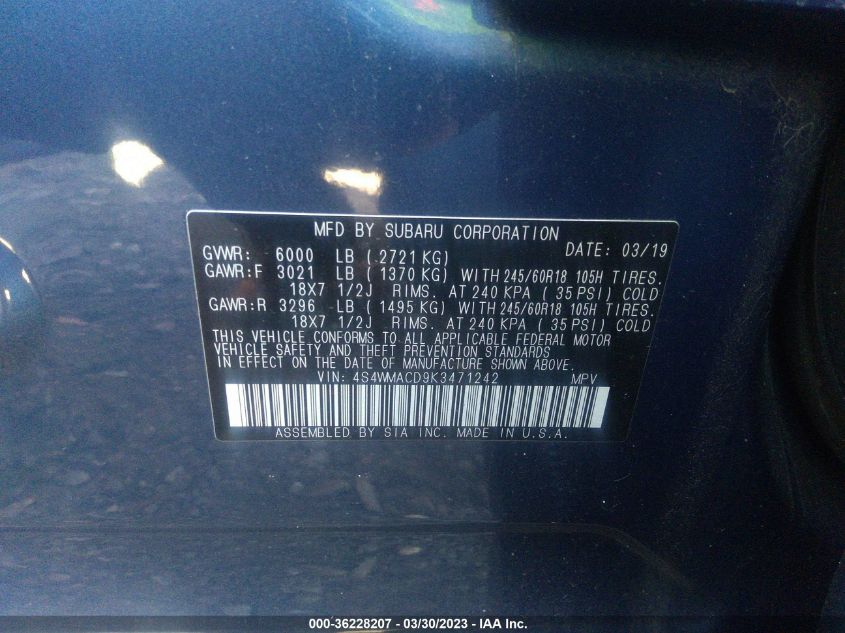 MFD BY SUBARU CORPORATION
DATE: 03/19
GVWR: 6000 LB ( 2721 KG)
GAWR:F 3021 LB ( 1370 KG) WITH 245/60R18 105H TIRES.
18X7 1/2J RIMS. AT 240 KPA ( 35 PSI) COLD
GAWR:R 3296 LB ( 1495 KG) WITH 245/60R18 105H TIRES.
18X7 1/2J RIMS. AT 240 KPA ( 35 PSI) COLD
THIS VEHICLE CONFORMS TO ALL APPLICABLE FEDERAL MOTOR
VEHICLE SAFETY AND THEFT PREVENTION STANDARDS
IN EFFECT ON THE DATE OF MANUFACTURE SHOWN ABOVE.
VIN: 4S4WMACD9K3471242 MPV
ASSEMBLED BY SIA INC. MADE IN U.S.A.
000-36228207 - 03/30/2023 - IAA Inc.